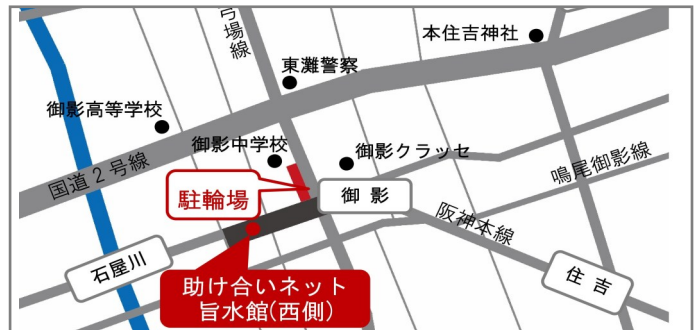 弓場線
本住吉神社
東灘警察
御影高等学校
御影中学校
御影クラッセ
国道2号線
鳴尾御影線
駐輪場
御影
阪神本線
石屋川
住吉
助け合いネット
旨水館(西側)